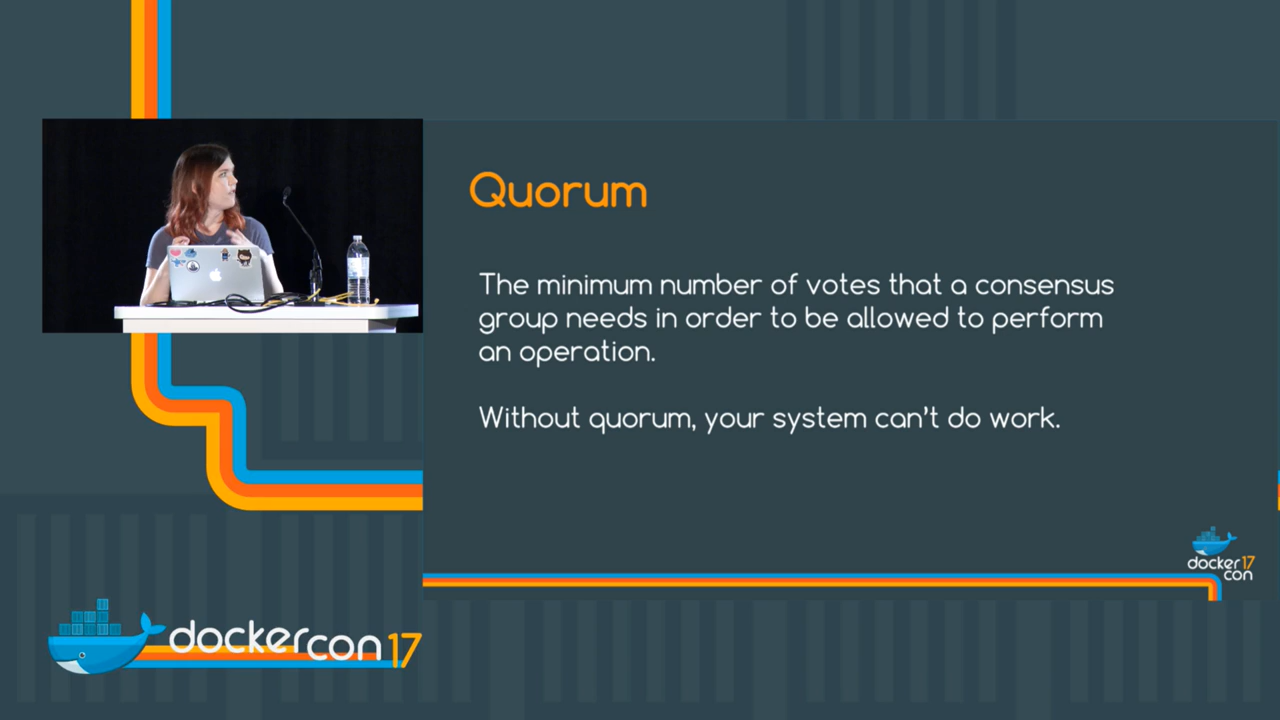 Quorum
The minimum number of votes that a consensus
group needs in order to be allowed to perform
an operation.
Without quorum, your system can't do work.
docker17
con
dockercon17